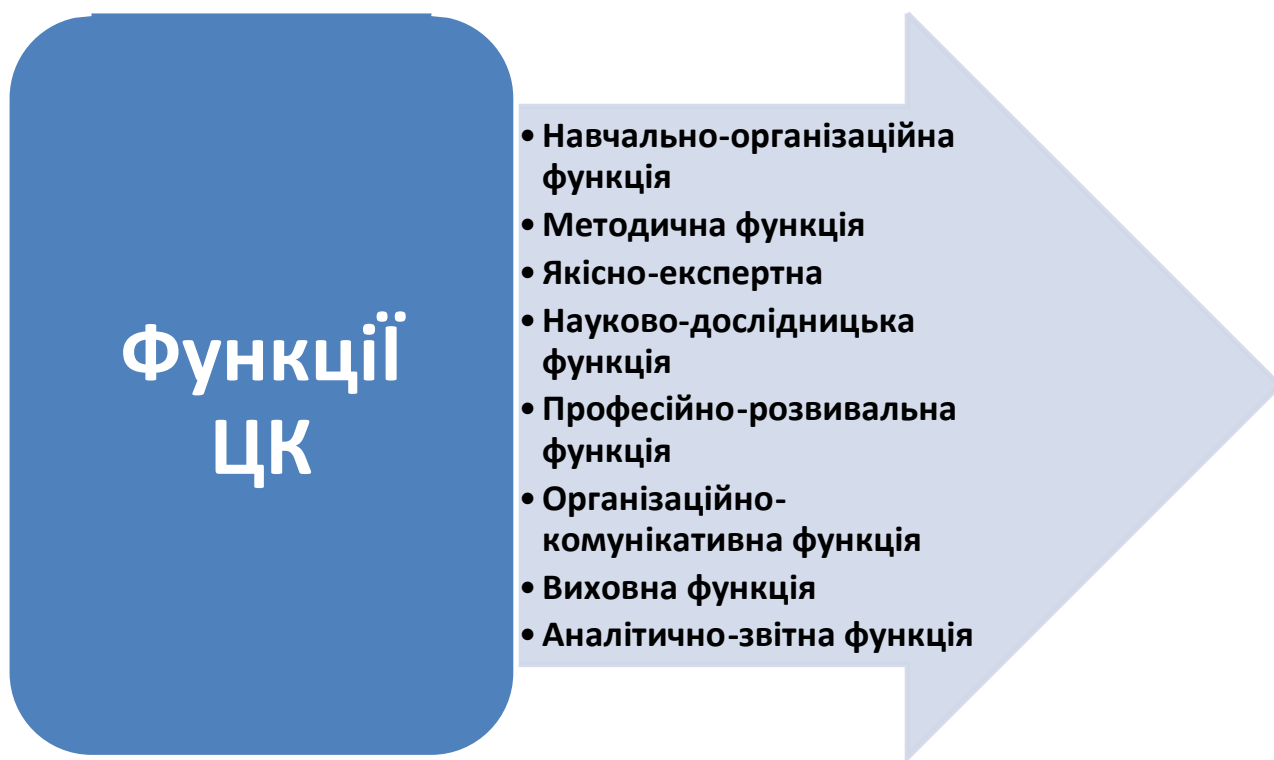 ФункціЇ
ЦК
• Навчально-організаційна
функція
• Методична функція
• Якісно-експертна
• Науково-дослідницька
функція
• Професійно-розвивальна
функція
• Організаційно-
комунікативна функція
• Виховна функція
• Аналітично-звітна функція